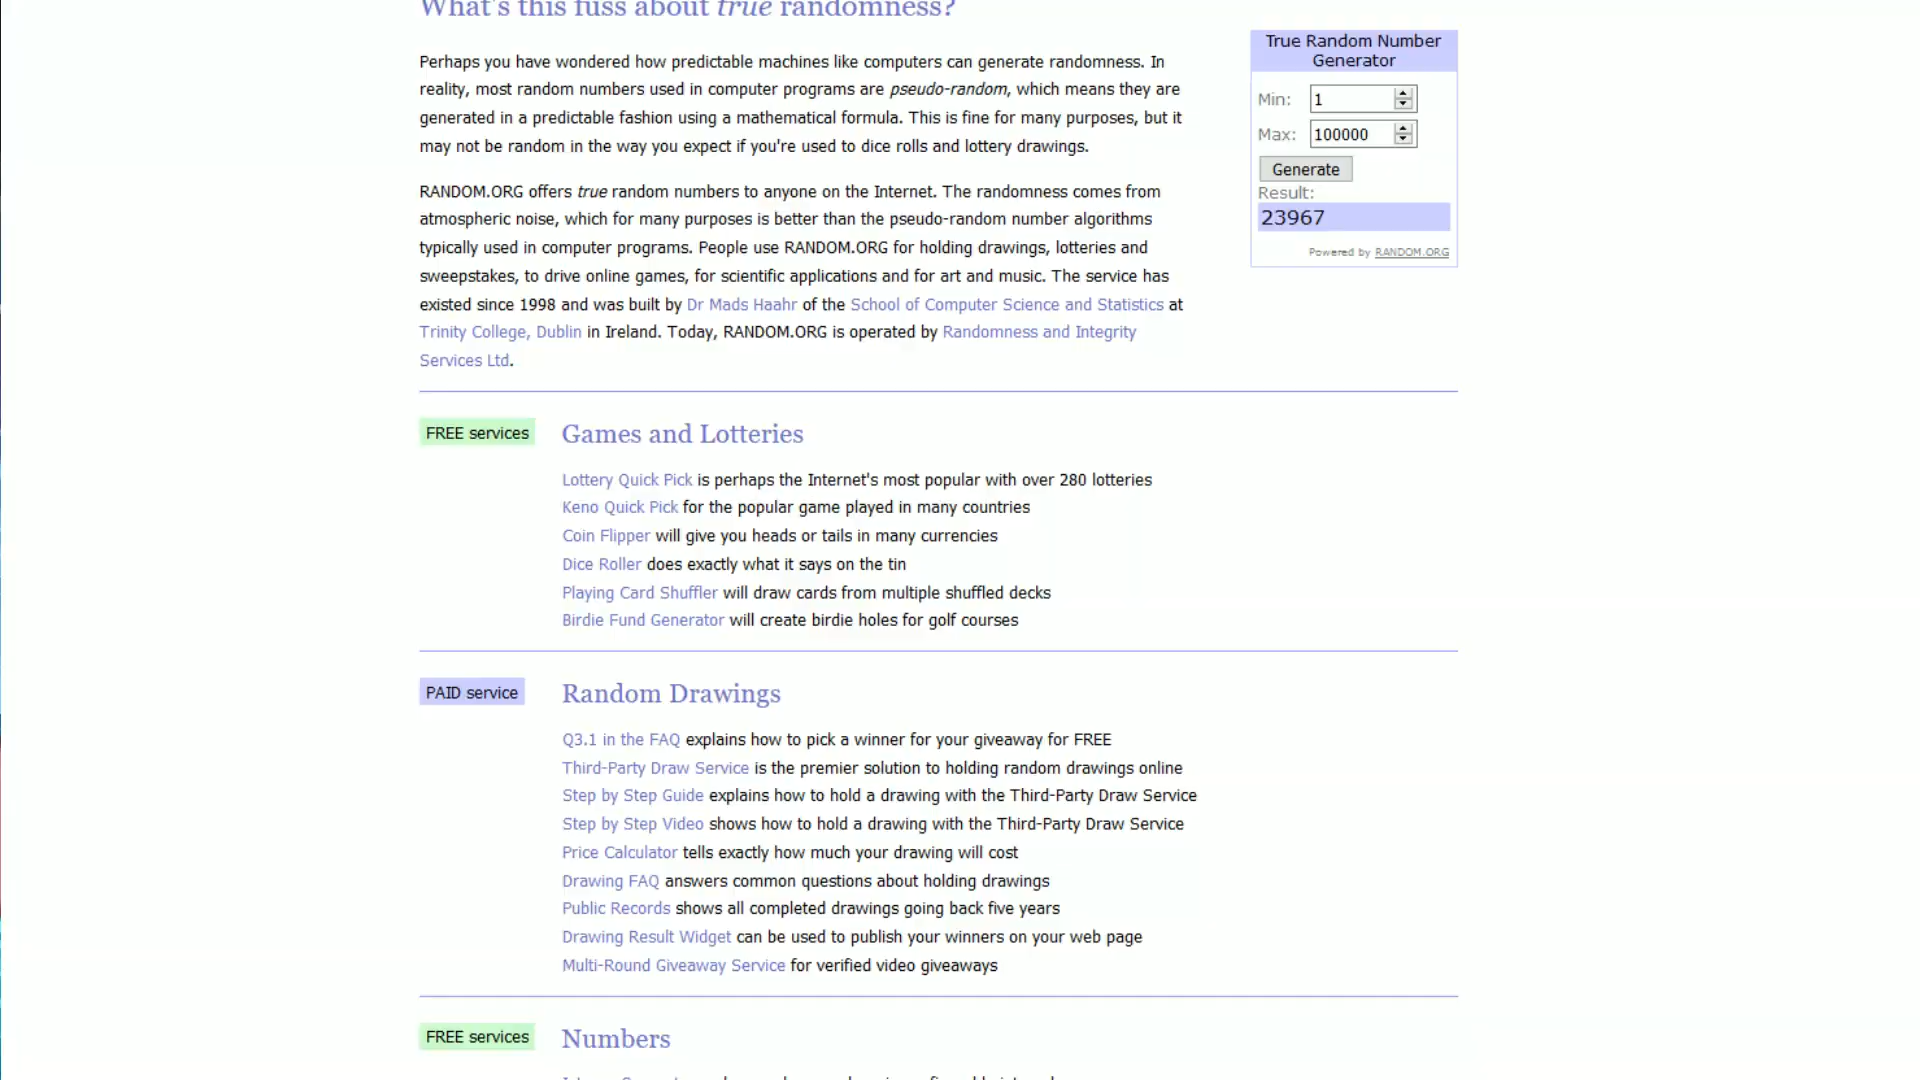 What's this fuss about true randomness?
Perhaps you have wondered how predictable machines like computers can generate randomness. In
reality, most random numbers used in computer programs are pseudo-random, which means they are
generated in a predictable fashion using a mathematical formula. This is fine for many purposes, but it
may not be random in the way you expect if you're used to dice rolls and lottery drawings.
RANDOM.ORG offers true random numbers to anyone on the Internet. The randomness comes from
atmospheric noise, which for many purposes is better than the pseudo-random number algorithms
typically used in computer programs. People use RANDOM.ORG for holding drawings, lotteries and
sweepstakes, to drive online games, for scientific applications and for art and music. The service has
existed since 1998 and was built by Dr Mads Haahr of the School of Computer Science and Statistics at
Trinity College, Dublin in Ireland. Today, RANDOM.ORG is operated by Randomness and Integrity
Services Ltd.
True Random Number
Generator
Min: 1
Max: 100000
Generate
Result:
23967
Powered by RANDOM.ORG
FREE services
Games and Lotteries
Lottery Quick Pick is perhaps the Internet's most popular with over 280 lotteries
Keno Quick Pick for the popular game played in many countries
Coin Flipper will give you heads or tails in many currencies
Dice Roller does exactly what it says on the tin
Playing Card Shuffler will draw cards from multiple shuffled decks
Birdie Fund Generator will create birdie holes for golf courses
PAID service
Random Drawings
Q3.1 in the FAQ explains how to pick a winner for your giveaway for FREE
Third-Party Draw Service is the premier solution to holding random drawings online
Step by Step Guide explains how to hold a drawing with the Third-Party Draw Service
Step by Step Video shows how to hold a drawing with the Third-Party Draw Service
Price Calculator tells exactly how much your drawing will cost
Drawing FAQ answers common questions about holding drawings
Public Records shows all completed drawings going back five years
Drawing Result Widget can be used to publish your winners on your web page
Multi-Round Giveaway Service for verified video giveaways
FREE services
Numbers